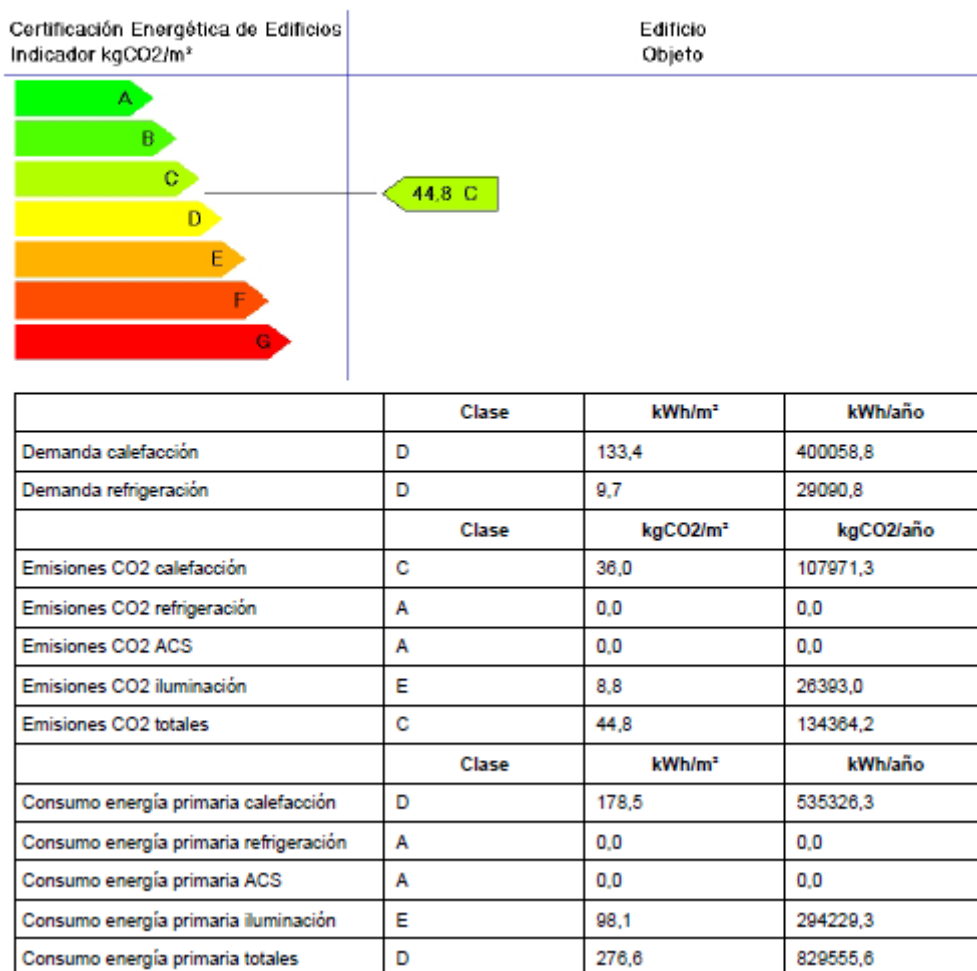 Certificación Energética de Edificios
Indicador kgCO2/m²
Edificio
Objeto
A
B
C
44,8 C
D
E
F
G
Clase kWh/m² kWh/año
Demanda calefacción D 133,4 400058,8
Demanda refrigeración D 9,7 29090,8
Clase kgCO2/m² kgCO2/año
Emisiones CO2 calefacción C 36,0 107971,3
Emisiones CO2 refrigeración A 0,0 0,0
Emisiones CO2 ACS A 0,0 0,0
Emisiones CO2 iluminación E 8,8 26393,0
Emisiones CO2 totales C 44,8 134364,2
Clase kWh/m² kWh/año
Consumo energía primaria calefacción D 178,5 535326,3
Consumo energía primaria refrigeración A 0,0 0,0
Consumo energía primaria ACS A 0,0 0,0
Consumo energía primaria iluminación E 98,1 294229,3
Consumo energía primaria totales D 276,6 829555,6